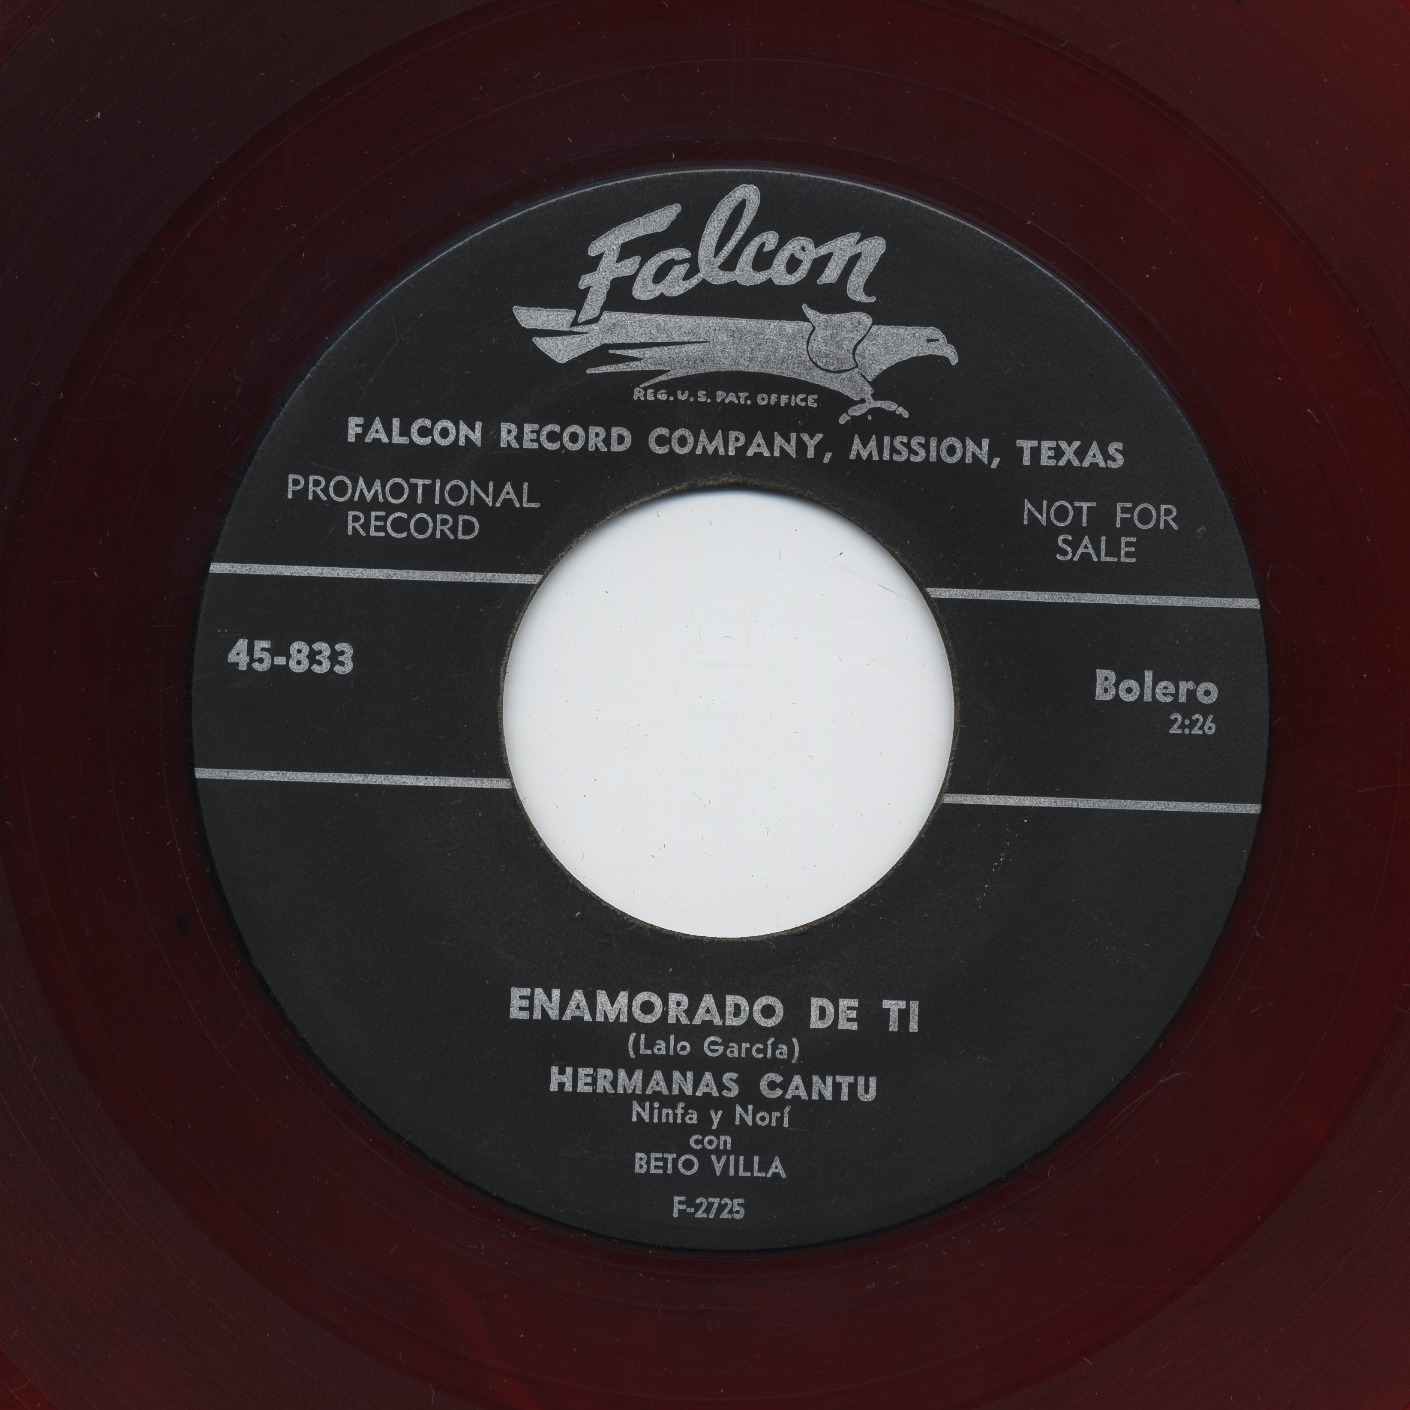 Falcon
REG. U.S. PAT. OFFICE
FALCON RECORD COMPANY, MISSION, TEXAS
PROMOTIONAL
RECORD
NOT FOR
SALE
45-833
Bolero
2:26
ENAMORADO DE TI
(Lalo García)
HERMANAS CANTU
Ninfa y Norí
con
BETO VILLA
F-2725